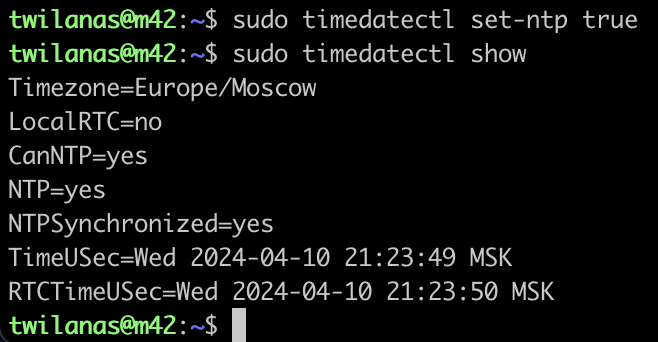 twilanas@m42:~$ sudo timedatectl set-ntp true
twilanas@m42:~$ sudo timedatectl show
Timezone=Europe/Moscow
LocalRTC=no
CanNTP=yes
NTP=yes
NTPSynchronized=yes
TimeUSec=Wed 2024-04-10 21:23:49 MSK
RTCTimeUSec=Wed 2024-04-10 21:23:50 MSK
twilanas@m42:~$